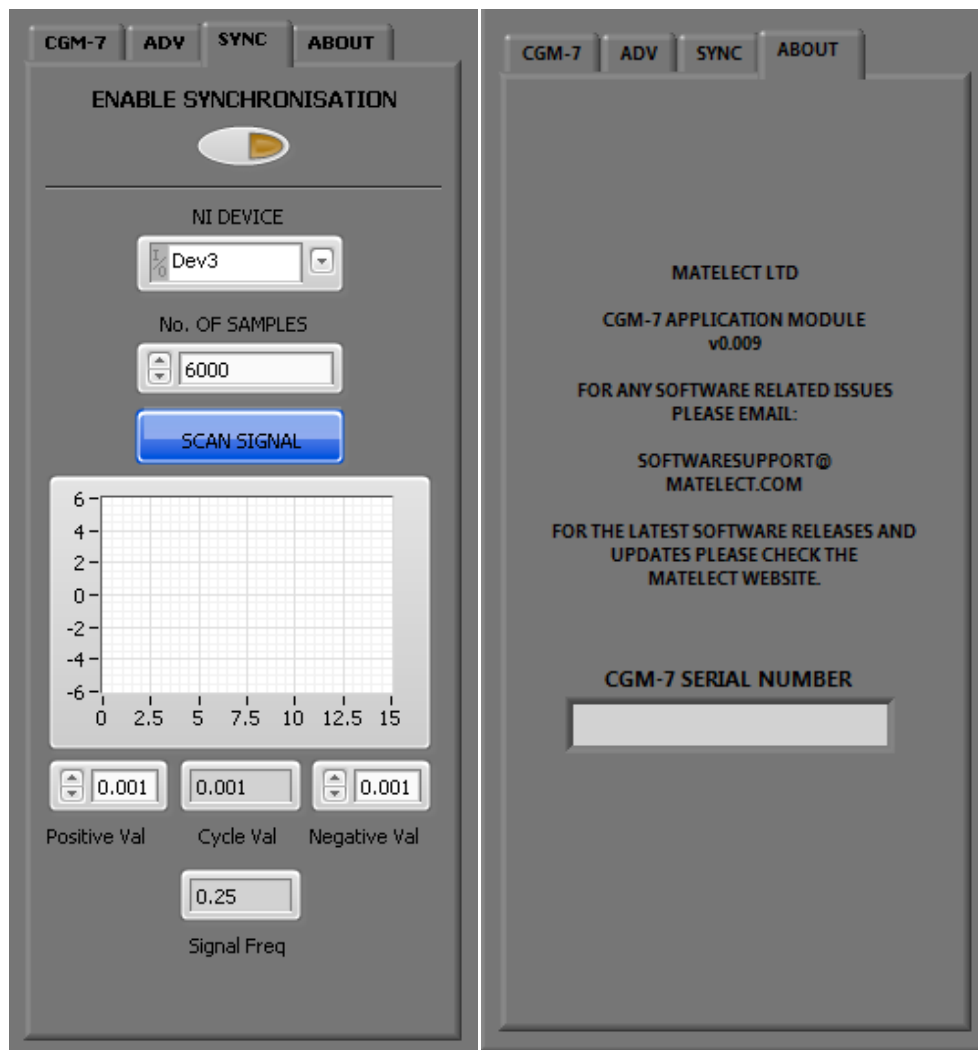 CGM-7 ADV SYNC ABOUT
ENABLE SYNCHRONISATION
NI DEVICE
I/O Dev3
No. OF SAMPLES
6000
SCAN SIGNAL
6
4
2
0
-2
-4
-6
0 2.5 5 7.5 10 12.5 15
0.001 0.001 0.001
Positive Val Cycle Val Negative Val
0.25
Signal Freq
CGM-7 ADV SYNC ABOUT
MATELECT LTD
CGM-7 APPLICATION MODULE
v0.009
FOR ANY SOFTWARE RELATED ISSUES
PLEASE EMAIL:
SOFTWARESUPPORT@
MATELECT.COM
FOR THE LATEST SOFTWARE RELEASES AND
UPDATES PLEASE CHECK THE
MATELECT WEBSITE.
CGM-7 SERIAL NUMBER